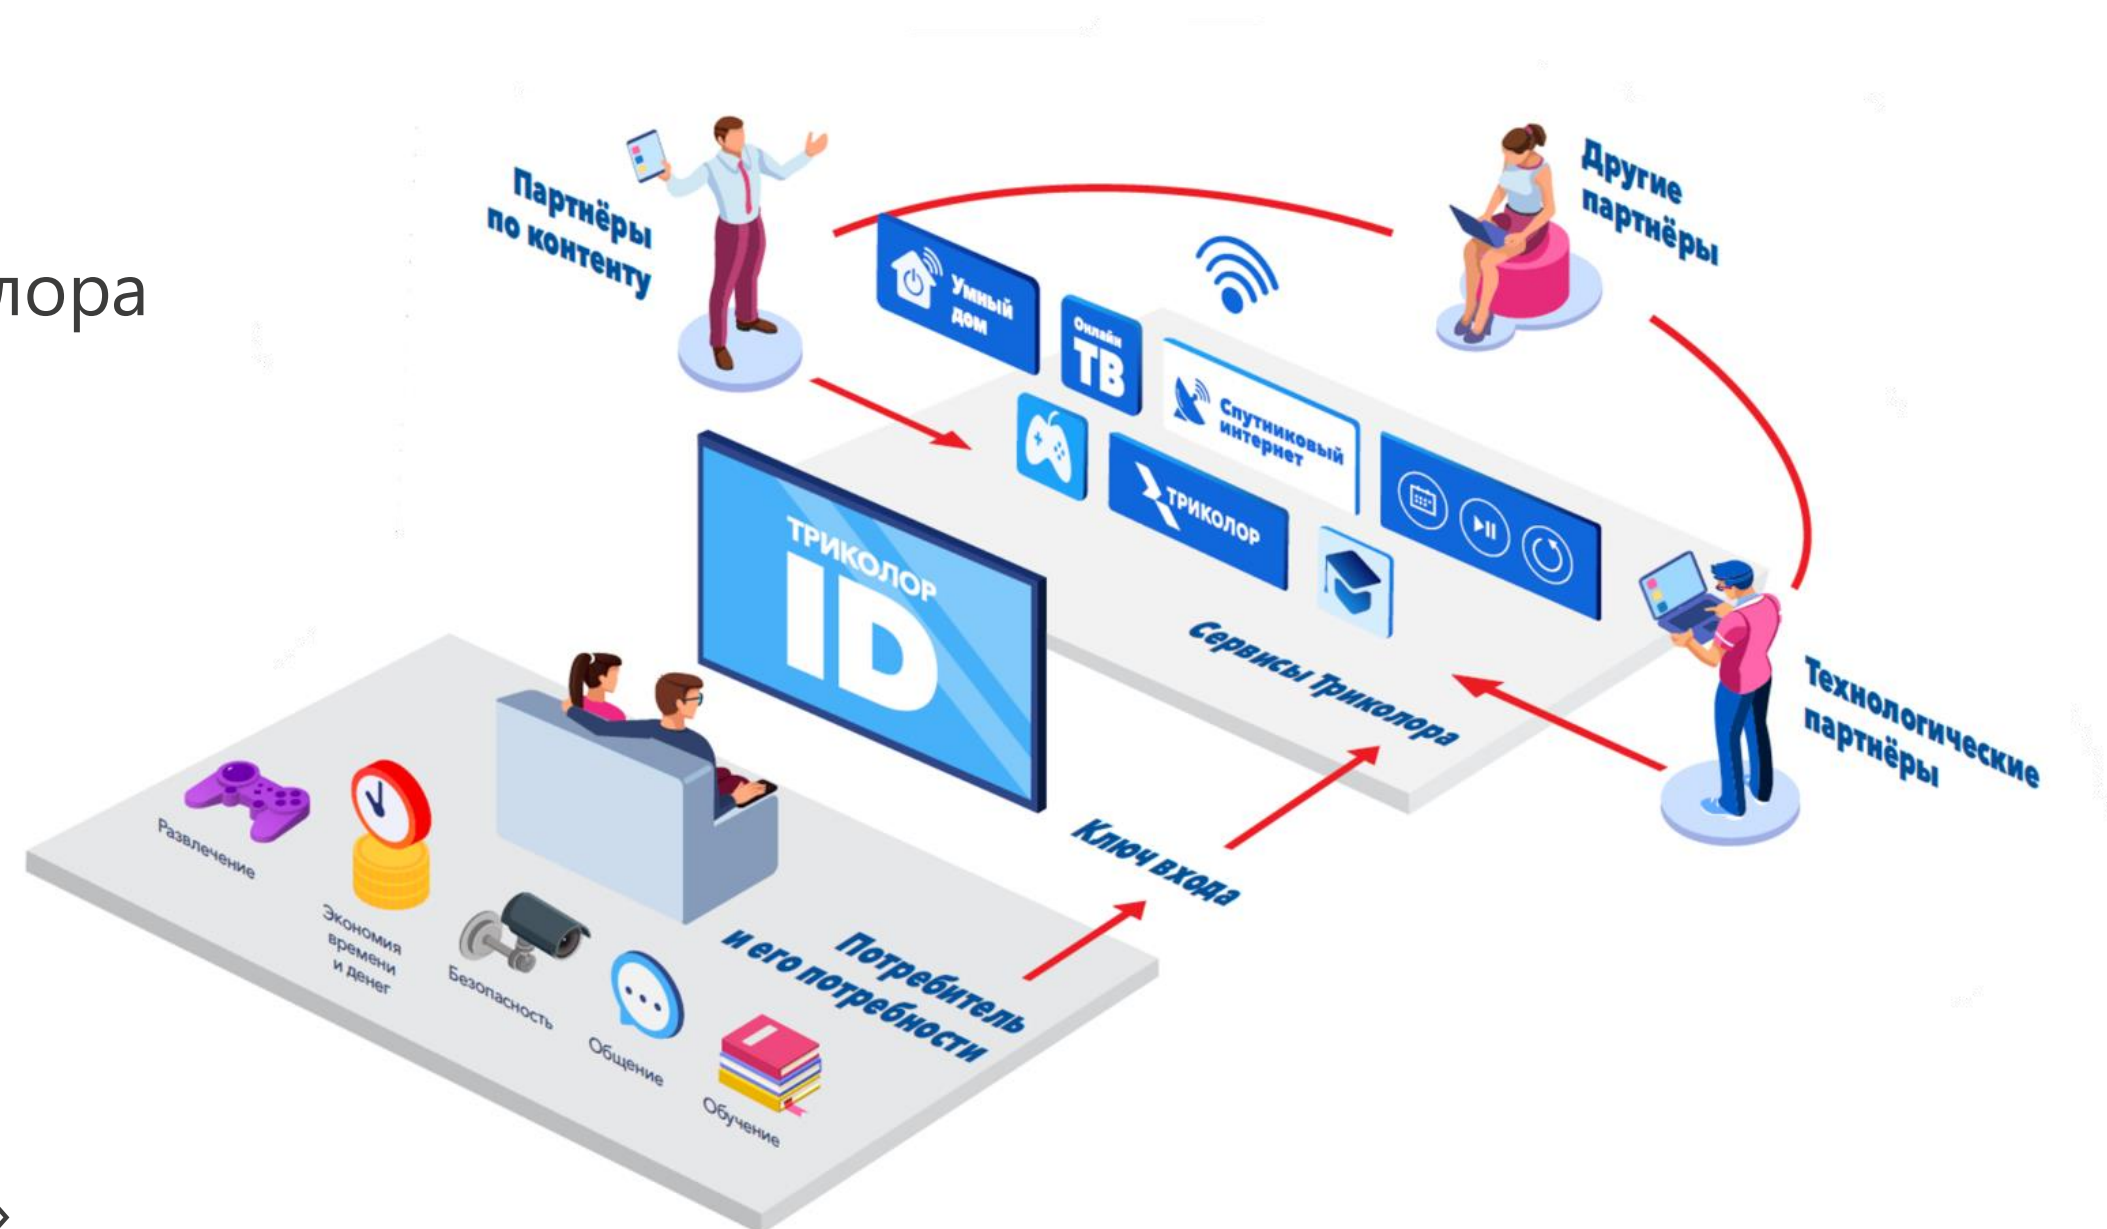 лора
Партнёры
по контенту
Другие
партнёры
Умный
дом
Онлайн
ТВ
Спутниковый
интернет
ТРИКОЛОР
ТРИКОЛОР
ID
Сервисы Триколора
Технологические
партнёры
Ключ входа
Потребитель
и его потребности
Развлечение
Экономия
времени
и денег
Безопасность
Общение
Обучение
»